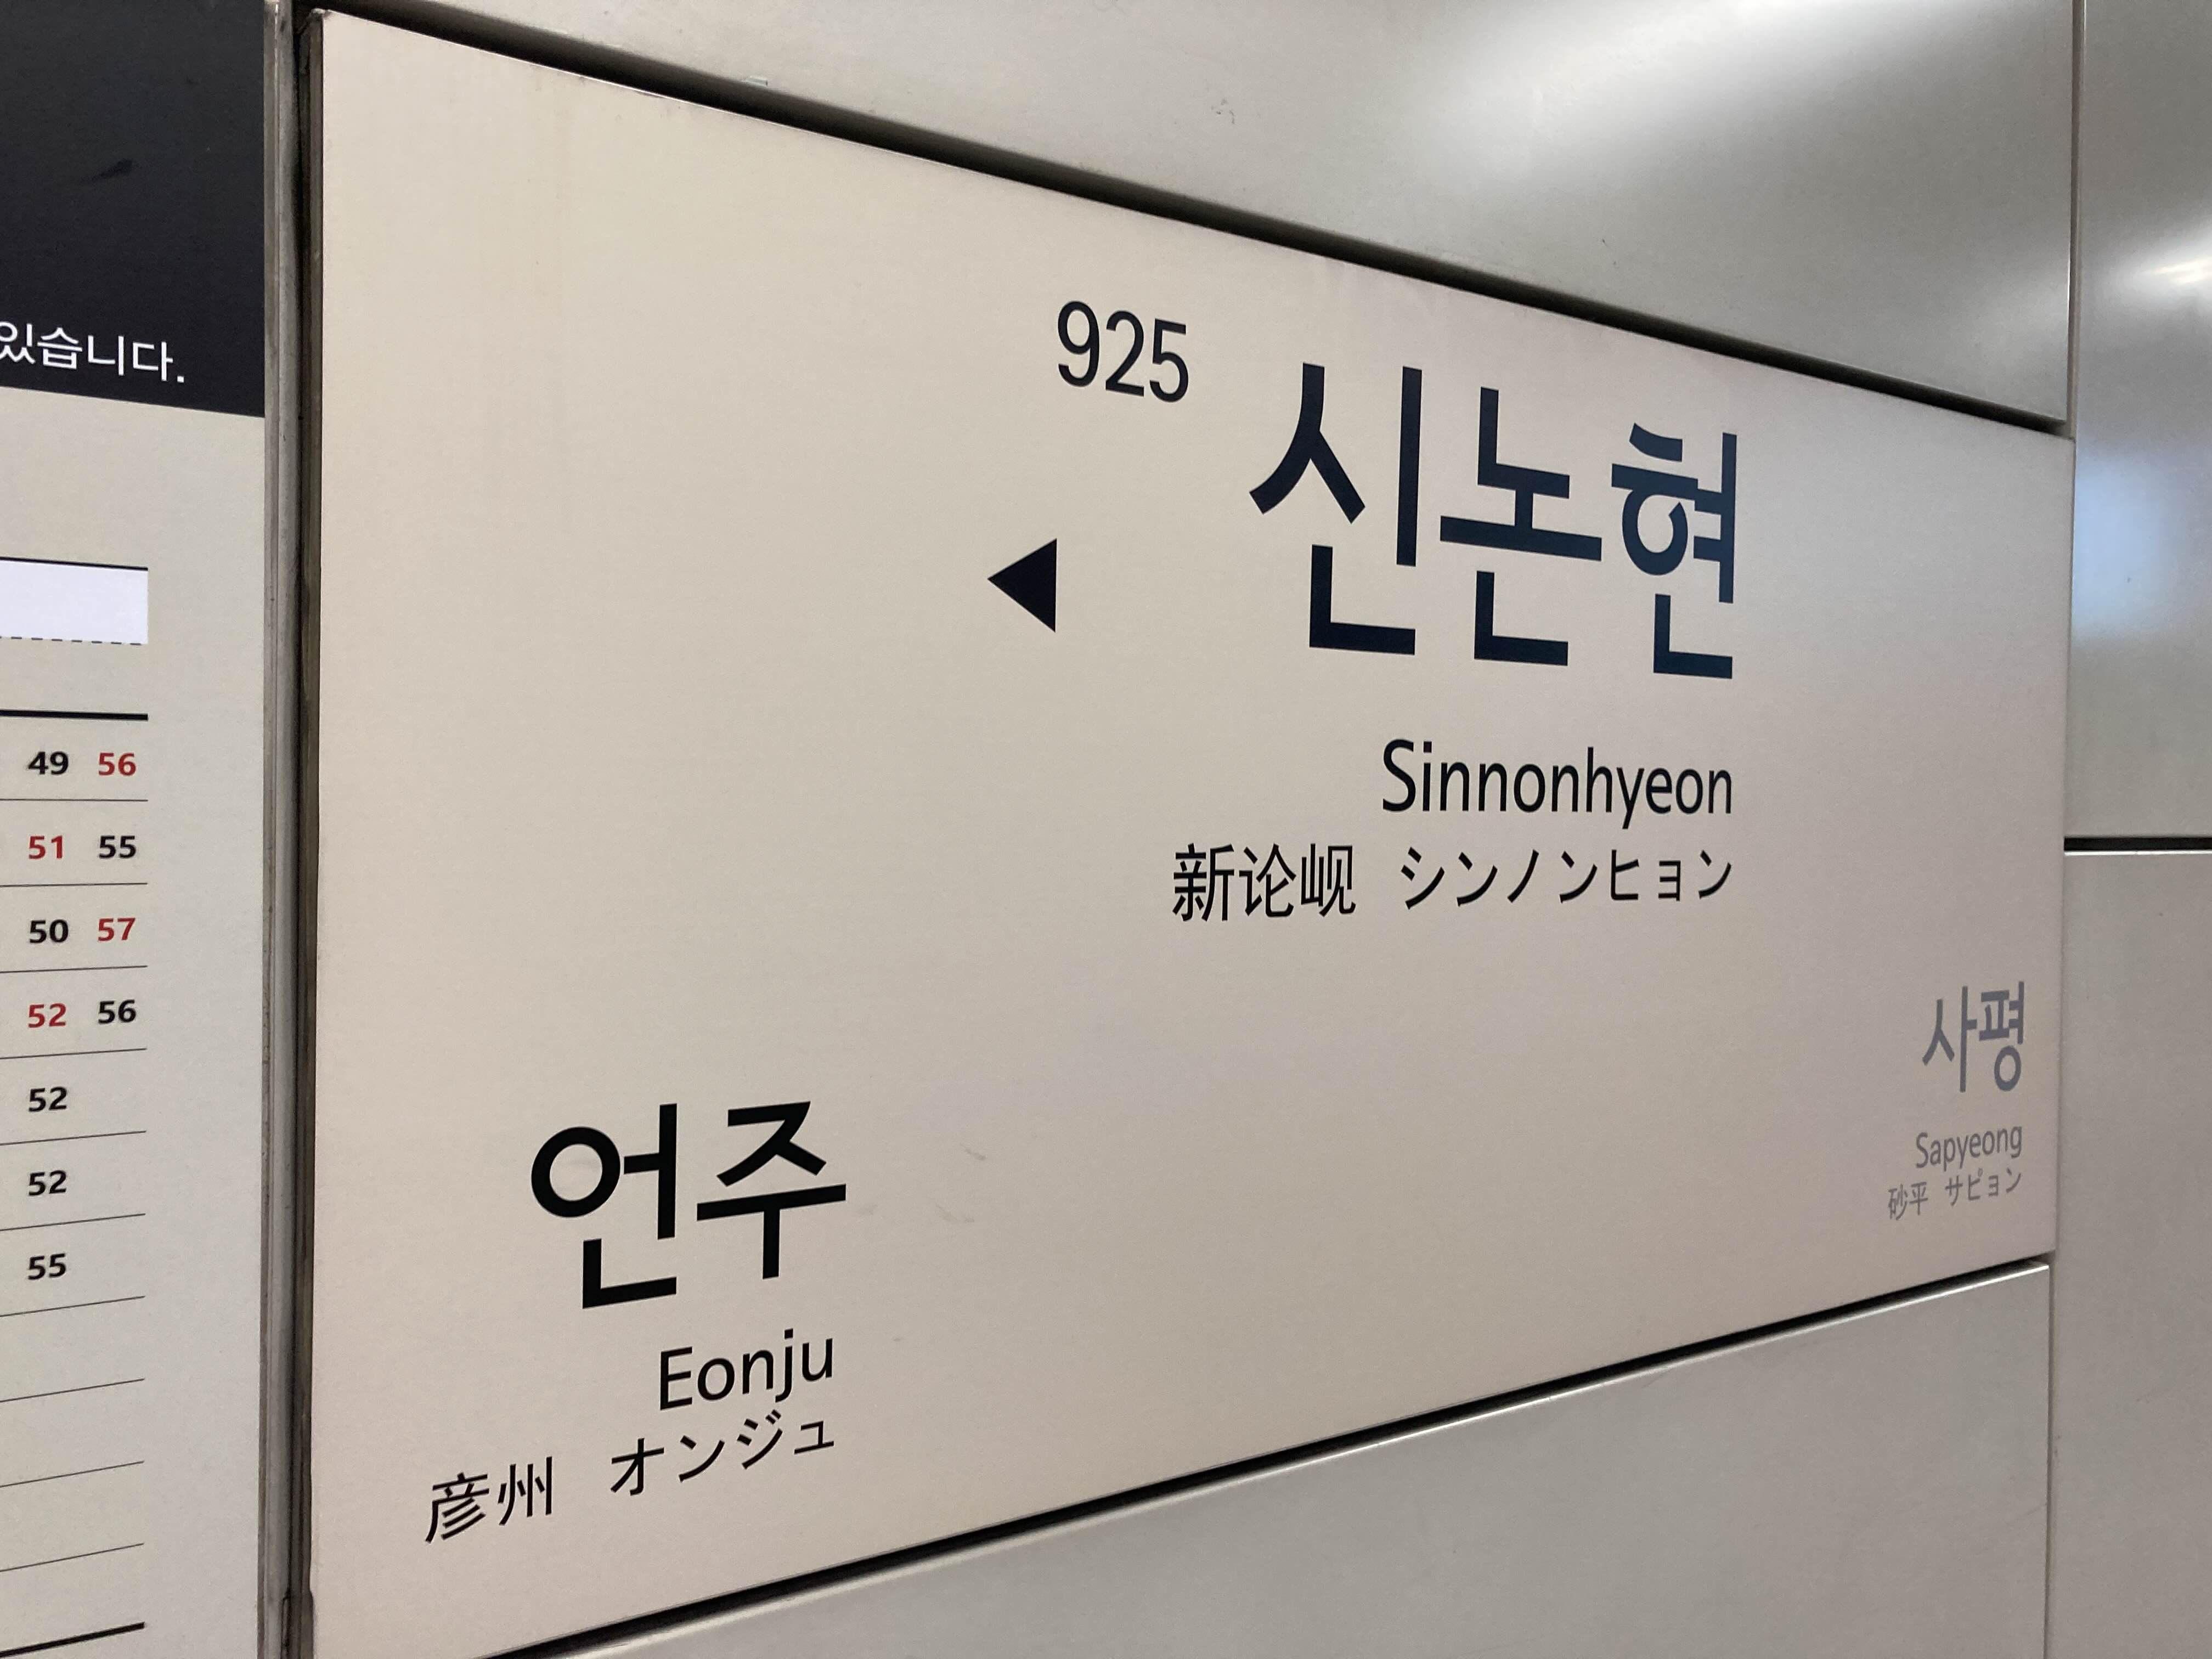 있습니다.
49 56
51 55
50 57
52 56
52
52
55
925
신논현
Sinnonhyeon
新论岘 シンノンヒョン
언주
Eonju
彦州 オンジュ
사평
Sapyeong
砂平 サピョン